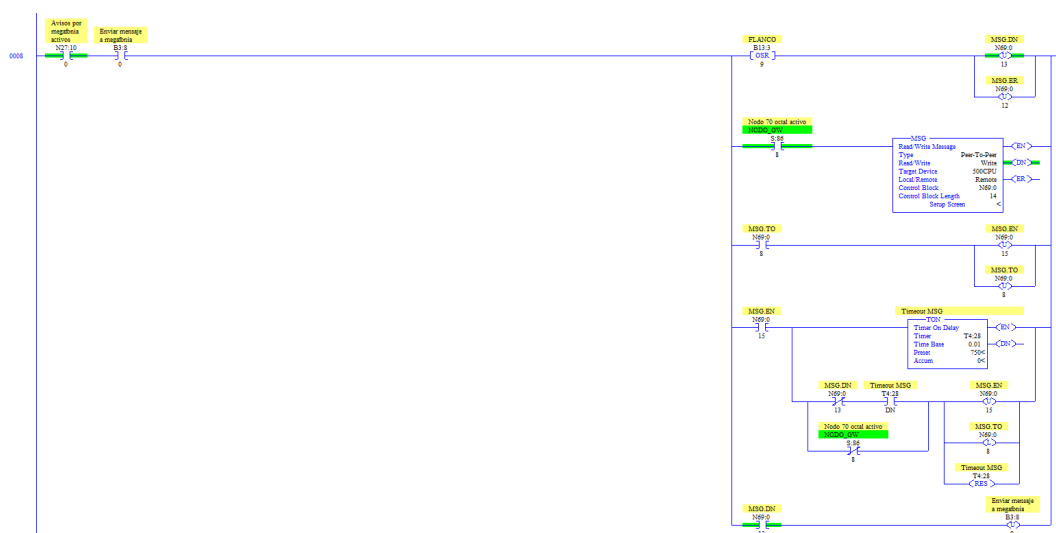 Avisos por
megafonia
activos
N27:10
0
Enviar mensaje
a megafonia
B3:8
0
0008
FLANCO
B13:3
OSR
9
MSG.DN
N69:0
U
13
MSG.ER
N69:0
U
12
Nodo 70 octal activo
NODO_GW
S:86
8
MSG
Read/Write Message
Type Peer-To-Peer
Read/Write Write
Target Device 500CPU
Local/Remote Remote
Control Block N69:0
Control Block Length 14
Setup Screen <
EN
DN
ER
MSG.TO
N69:0
8
MSG.EN
N69:0
U
15
MSG.TO
N69:0
U
8
MSG.EN
N69:0
15
Timeout MSG
TON
Timer On Delay
Timer T4:28
Time Base 0.01
Preset 750<
Accum 0<
EN
DN
MSG.DN
N69:0
13
Timeout MSG
T4:28
DN
MSG.EN
N69:0
15
Nodo 70 octal activo
NODO_GW
S:86
8
MSG.TO
N69:0
L
8
Timeout MSG
T4:28
RES
MSG.DN
N69:0
Enviar mensaje
a megafonia
B3:8
U